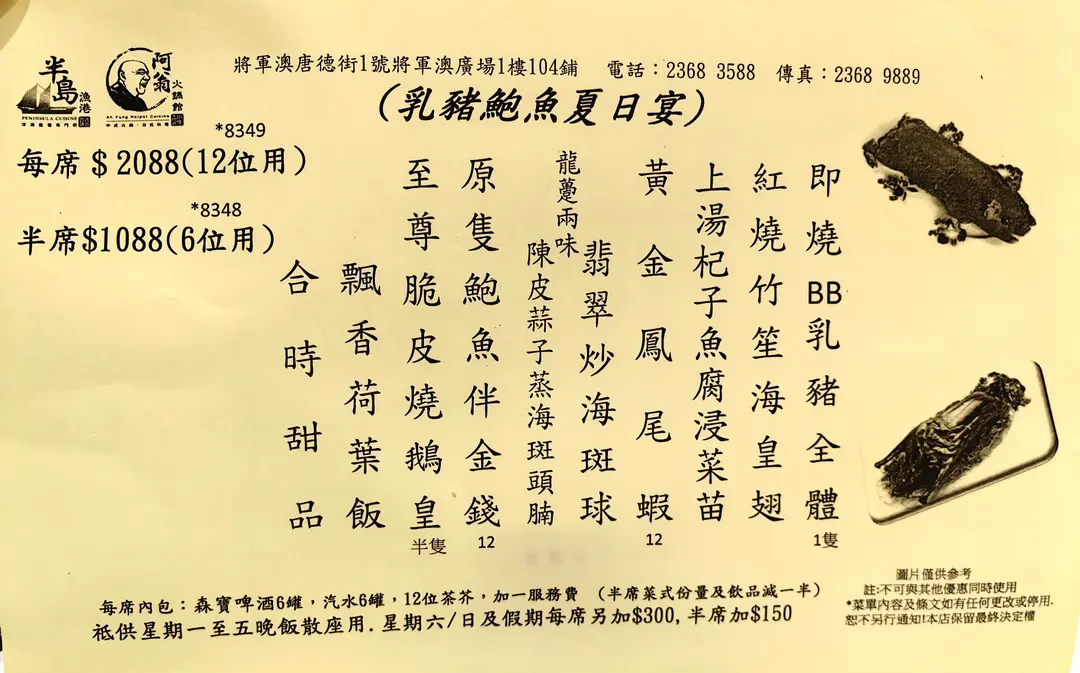 半島漁港
PENINSULA CUISINE
阿翁火鍋館
An Yung Hotpot Cuisine
將軍澳唐德街1號將軍澳廣場1樓104鋪 電話：2368 3588 傳真：2368 9889
(乳豬鮑魚夏日宴)
*8349
每席＄2088(12位用)
*8348
半席$1088(6位用)
即燒BB乳豬全體
1隻
紅燒竹笙海皇翅
上湯杞子魚腐浸菜苗
黃金鳳尾蝦
12
龍躉兩味
翡翠炒海斑球
陳皮蒜子蒸海斑頭腩
原隻鮑魚伴金錢
12
至尊脆皮燒鵝皇
半隻
飄香荷葉飯
合時甜品
圖片僅供參考
註:不可與其他優惠同時使用
*菜單內容及條文如有任何更改或停用.
恕不另行通知!本店保留最終決定權
每席內包：森寶啤酒6罐，汽水6罐，12位茶芥，加一服務費 (半席菜式份量及飲品減一半)
祗供星期一至五晚飯散座用.星期六/日及假期每席另加$300,半席加$150